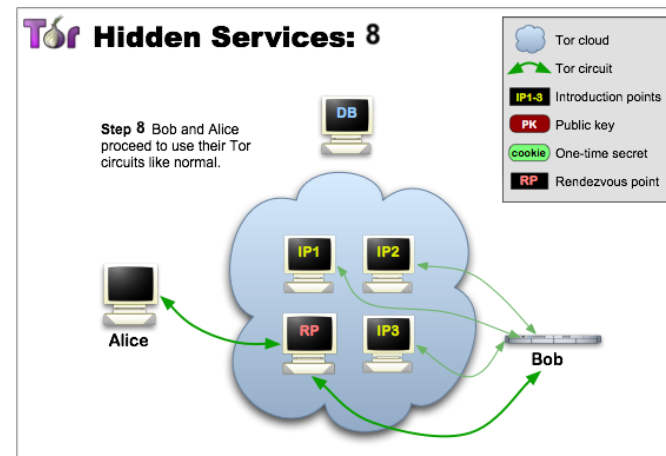 Tor Hidden Services: 8
Tor cloud
Tor circuit
IP1-3 Introduction points
PK Public key
cookie One-time secret
RP Rendezvous point
DB
Step 8 Bob and Alice
proceed to use their Tor
circuits like normal.
IP1
IP2
Alice
RP
IP3
Bob